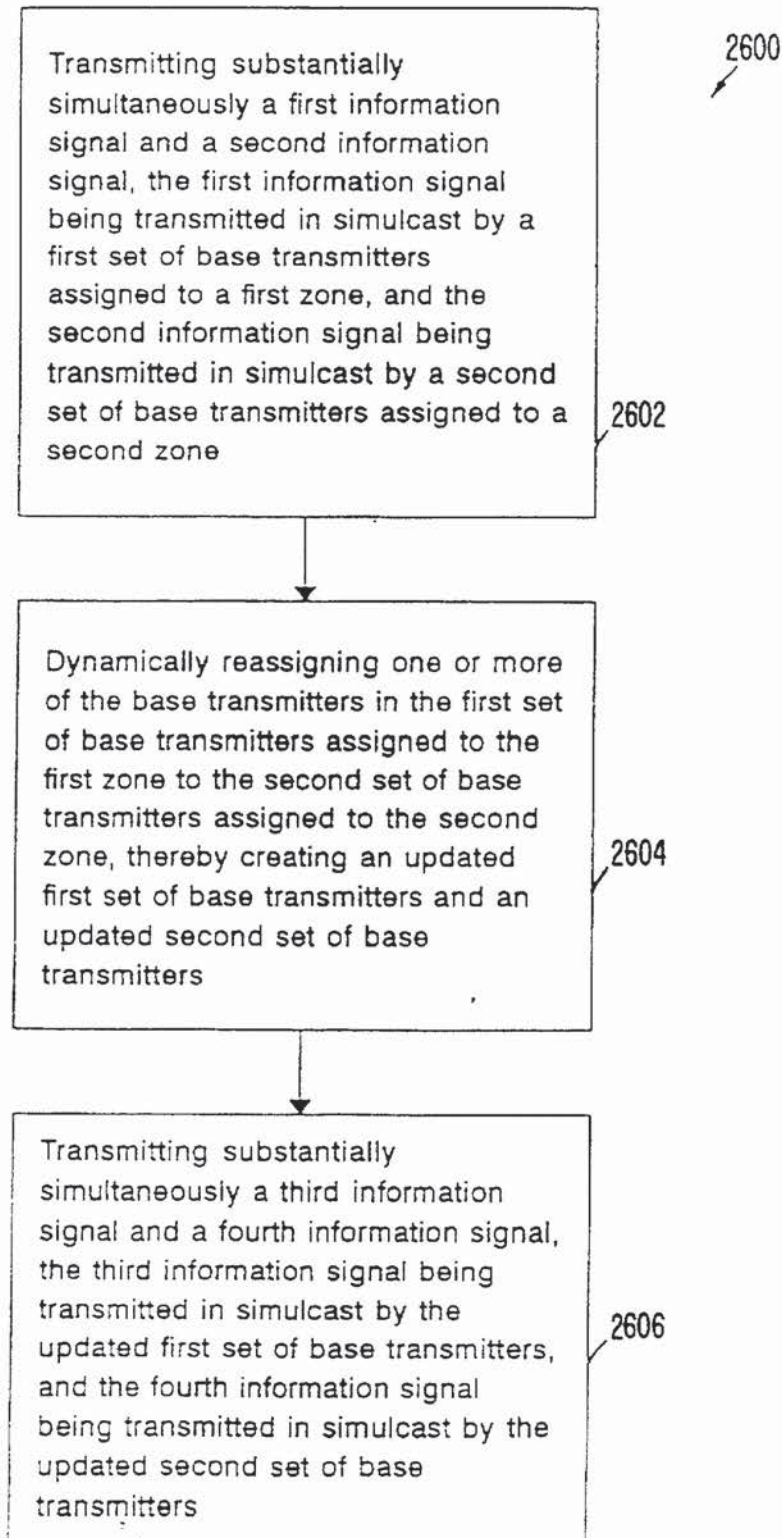 2600
Transmitting substantially
simultaneously a first information
signal and a second information
signal, the first information signal
being transmitted in simulcast by a
first set of base transmitters
assigned to a first zone, and the
second information signal being
transmitted in simulcast by a second
set of base transmitters assigned to a
second zone
2602
Dynamically reassigning one or more
of the base transmitters in the first set
of base transmitters assigned to the
first zone to the second set of base
transmitters assigned to the second
zone, thereby creating an updated
first set of base transmitters and an
updated second set of base
transmitters
2604
Transmitting substantially
simultaneously a third information
signal and a fourth information signal,
the third information signal being
transmitted in simulcast by the
updated first set of base transmitters,
and the fourth information signal
being transmitted in simulcast by the
updated second set of base
transmitters
2606